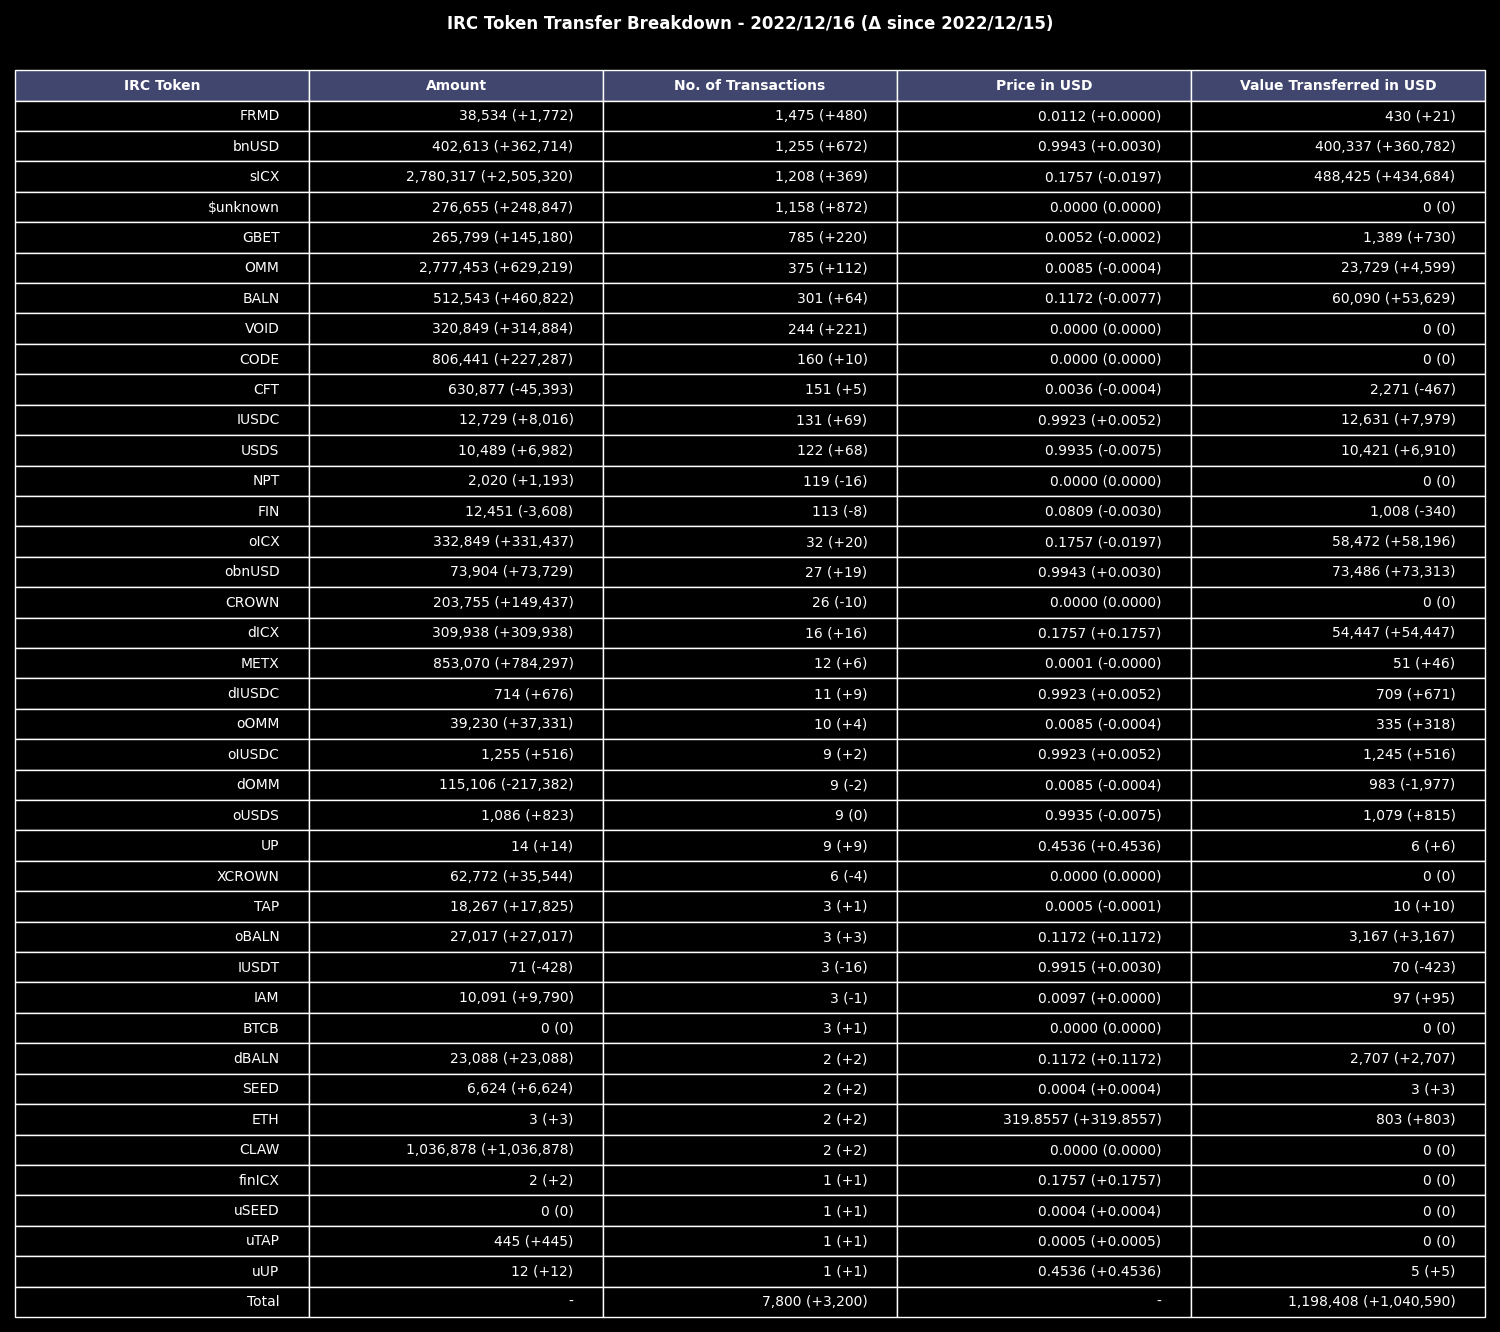 IRC Token Transfer Breakdown - 2022/12/16 (Δ since 2022/12/15)
IRC Token Amount No. of Transactions Price in USD Value Transferred in USD
FRMD 38,534 (+1,772) 1,475 (+480) 0.0112 (+0.0000) 430 (+21)
bnUSD 402,613 (+362,714) 1,255 (+672) 0.9943 (+0.0030) 400,337 (+360,782)
sICX 2,780,317 (+2,505,320) 1,208 (+369) 0.1757 (-0.0197) 488,425 (+434,684)
$unknown 276,655 (+248,847) 1,158 (+872) 0.0000 (0.0000) 0 (0)
GBET 265,799 (+145,180) 785 (+220) 0.0052 (-0.0002) 1,389 (+730)
OMM 2,777,453 (+629,219) 375 (+112) 0.0085 (-0.0004) 23,729 (+4,599)
BALN 512,543 (+460,822) 301 (+64) 0.1172 (-0.0077) 60,090 (+53,629)
VOID 320,849 (+314,884) 244 (+221) 0.0000 (0.0000) 0 (0)
CODE 806,441 (+227,287) 160 (+10) 0.0000 (0.0000) 0 (0)
CFT 630,877 (-45,393) 151 (+5) 0.0036 (-0.0004) 2,271 (-467)
IUSDC 12,729 (+8,016) 131 (+69) 0.9923 (+0.0052) 12,631 (+7,979)
USDS 10,489 (+6,982) 122 (+68) 0.9935 (-0.0075) 10,421 (+6,910)
NPT 2,020 (+1,193) 119 (-16) 0.0000 (0.0000) 0 (0)
FIN 12,451 (-3,608) 113 (-8) 0.0809 (-0.0030) 1,008 (-340)
oICX 332,849 (+331,437) 32 (+20) 0.1757 (-0.0197) 58,472 (+58,196)
obnUSD 73,904 (+73,729) 27 (+19) 0.9943 (+0.0030) 73,486 (+73,313)
CROWN 203,755 (+149,437) 26 (-10) 0.0000 (0.0000) 0 (0)
dICX 309,938 (+309,938) 16 (+16) 0.1757 (+0.1757) 54,447 (+54,447)
METX 853,070 (+784,297) 12 (+6) 0.0001 (-0.0000) 51 (+46)
dIUSDC 714 (+676) 11 (+9) 0.9923 (+0.0052) 709 (+671)
oOMM 39,230 (+37,331) 10 (+4) 0.0085 (-0.0004) 335 (+318)
oIUSDC 1,255 (+516) 9 (+2) 0.9923 (+0.0052) 1,245 (+516)
dOMM 115,106 (-217,382) 9 (-2) 0.0085 (-0.0004) 983 (-1,977)
oUSDS 1,086 (+823) 9 (0) 0.9935 (-0.0075) 1,079 (+815)
UP 14 (+14) 9 (+9) 0.4536 (+0.4536) 6 (+6)
XCROWN 62,772 (+35,544) 6 (-4) 0.0000 (0.0000) 0 (0)
TAP 18,267 (+17,825) 3 (+1) 0.0005 (-0.0001) 10 (+10)
oBALN 27,017 (+27,017) 3 (+3) 0.1172 (+0.1172) 3,167 (+3,167)
IUSDT 71 (-428) 3 (-16) 0.9915 (+0.0030) 70 (-423)
IAM 10,091 (+9,790) 3 (-1) 0.0097 (+0.0000) 97 (+95)
BTCB 0 (0) 3 (+1) 0.0000 (0.0000) 0 (0)
dBALN 23,088 (+23,088) 2 (+2) 0.1172 (+0.1172) 2,707 (+2,707)
SEED 6,624 (+6,624) 2 (+2) 0.0004 (+0.0004) 3 (+3)
ETH 3 (+3) 2 (+2) 319.8557 (+319.8557) 803 (+803)
CLAW 1,036,878 (+1,036,878) 2 (+2) 0.0000 (0.0000) 0 (0)
finICX 2 (+2) 1 (+1) 0.1757 (+0.1757) 0 (0)
uSEED 0 (0) 1 (+1) 0.0004 (+0.0004) 0 (0)
uTAP 445 (+445) 1 (+1) 0.0005 (+0.0005) 0 (0)
uUP 12 (+12) 1 (+1) 0.4536 (+0.4536) 5 (+5)
Total - 7,800 (+3,200) - 1,198,408 (+1,040,590)